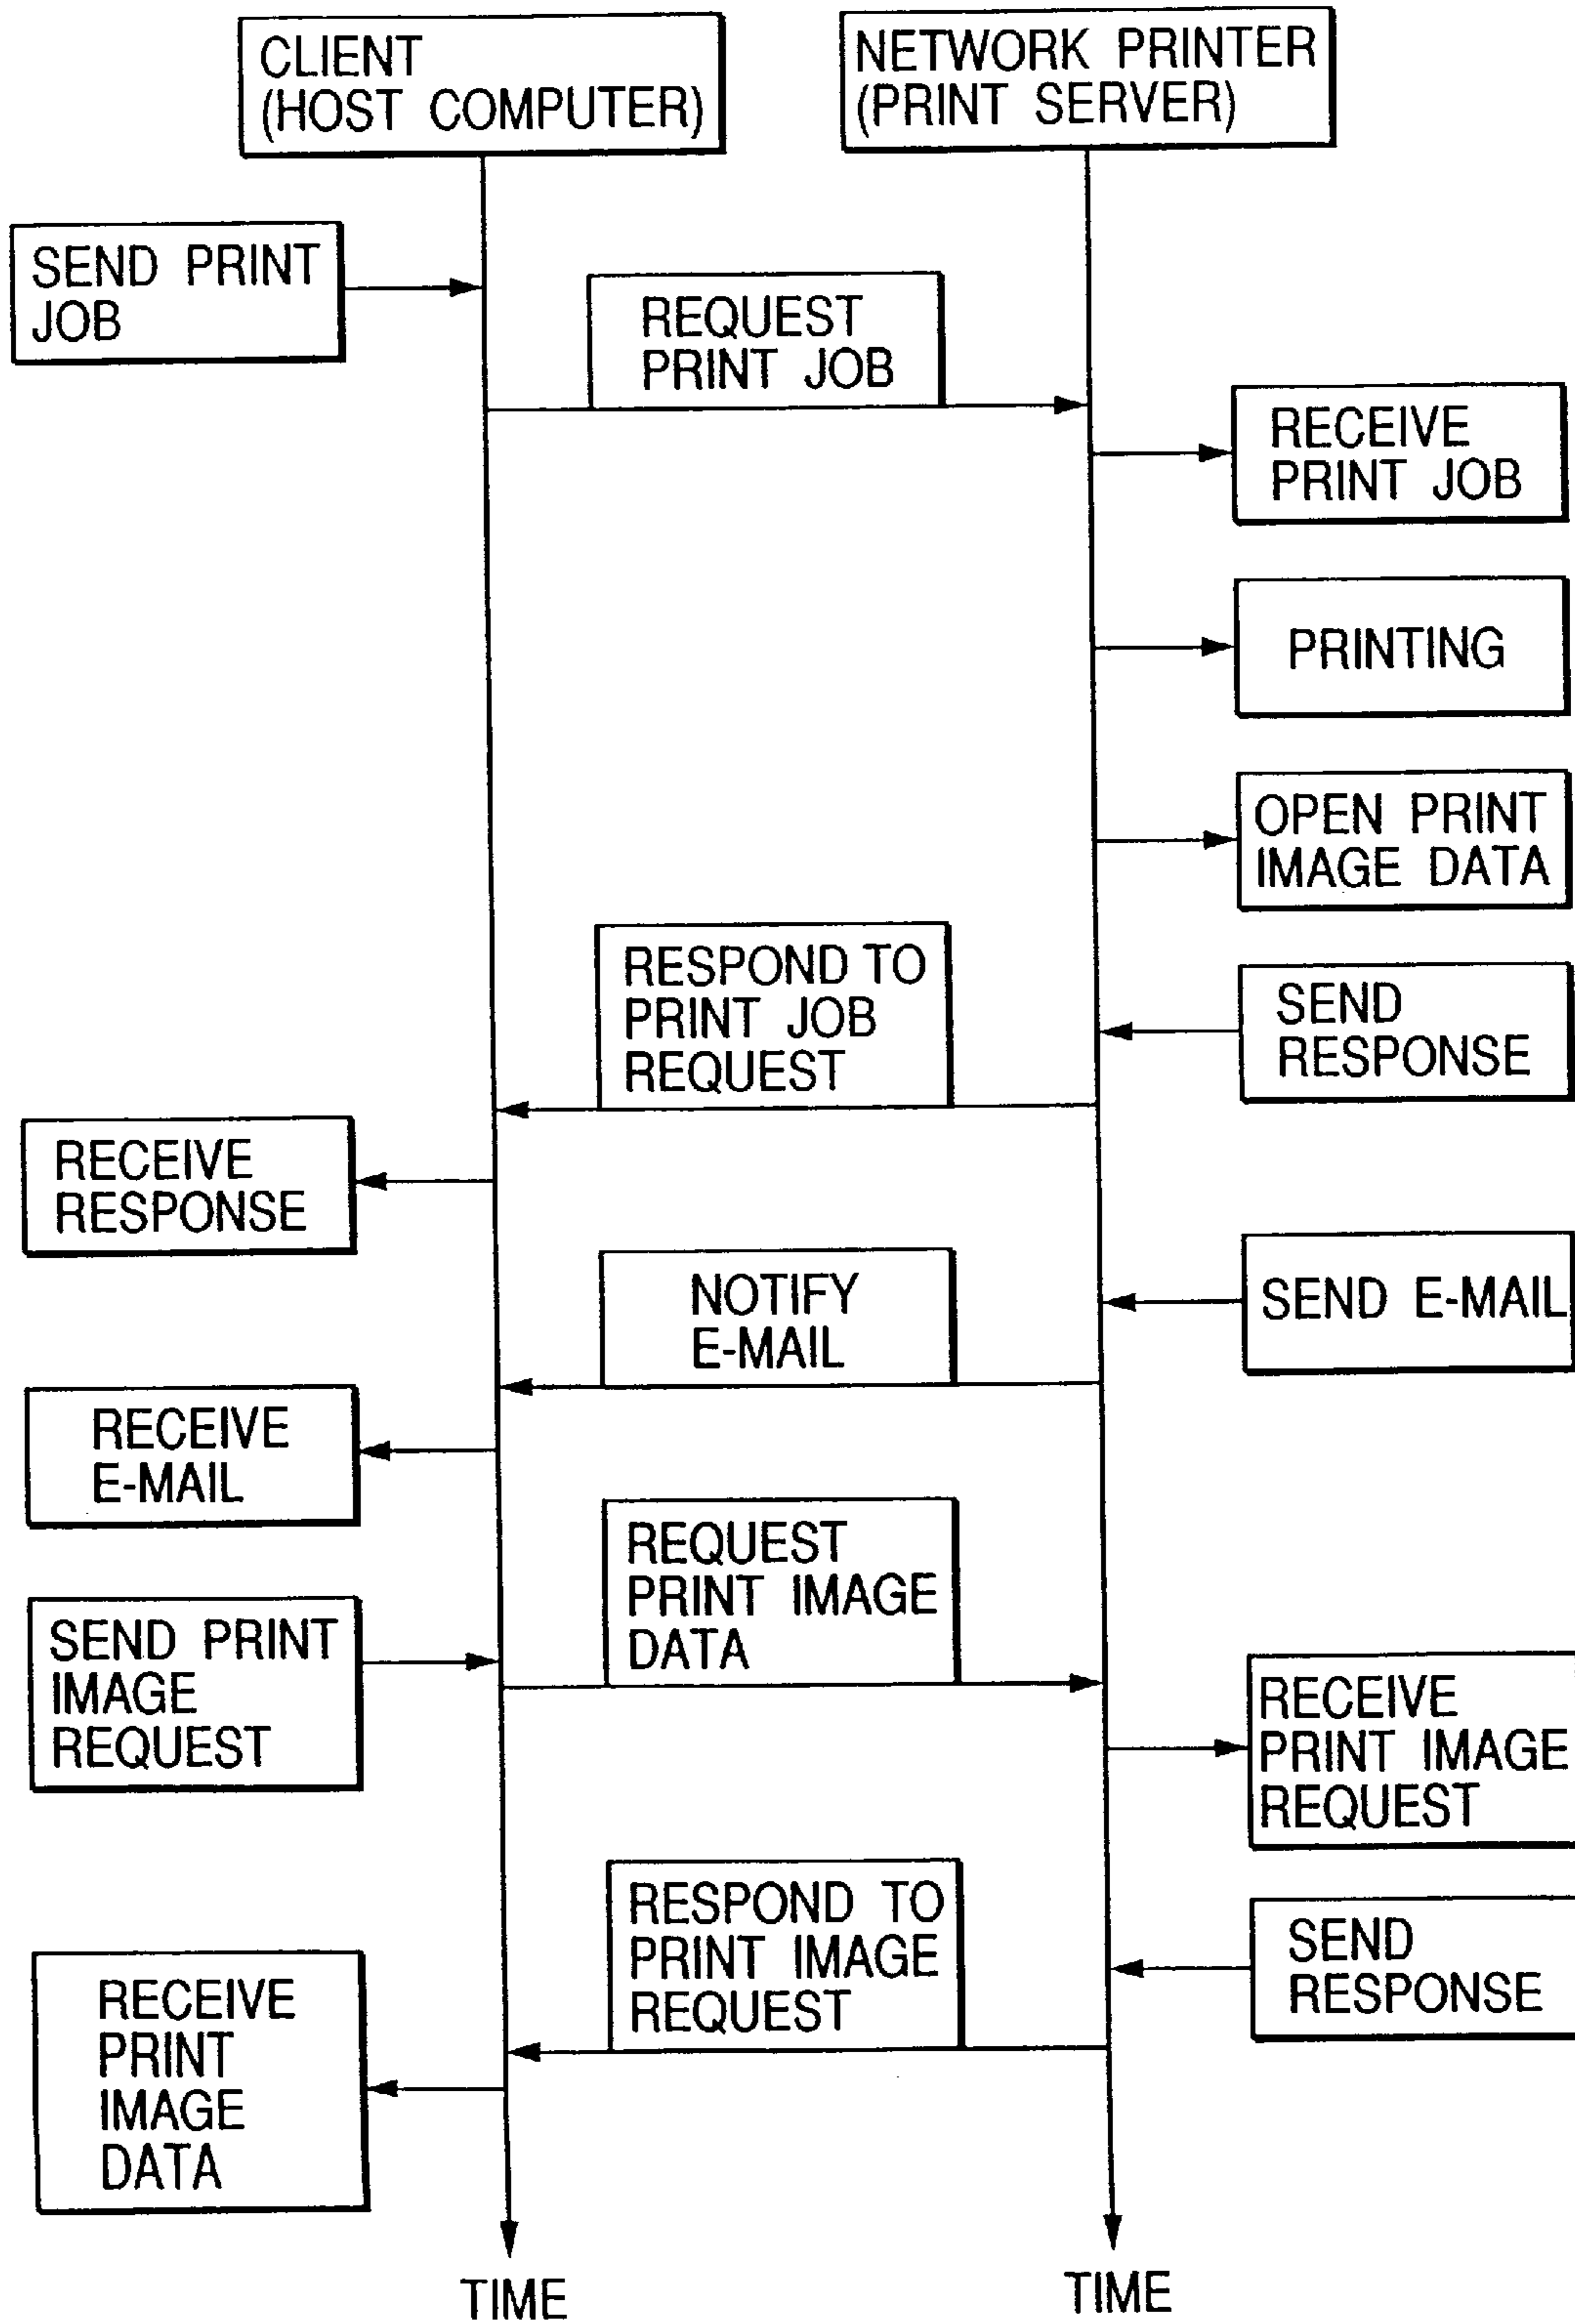 CLIENT
(HOST COMPUTER)
NETWORK PRINTER
(PRINT SERVER)
SEND PRINT
JOB
REQUEST
PRINT JOB
RECEIVE
PRINT JOB
PRINTING
OPEN PRINT
IMAGE DATA
RESPOND TO
PRINT JOB
REQUEST
SEND
RESPONSE
RECEIVE
RESPONSE
NOTIFY
E-MAIL
SEND E-MAIL
RECEIVE
E-MAIL
REQUEST
PRINT IMAGE
DATA
SEND PRINT
IMAGE
REQUEST
RECEIVE
PRINT IMAGE
REQUEST
RESPOND TO
PRINT IMAGE
REQUEST
SEND
RESPONSE
RECEIVE
PRINT
IMAGE
DATA
TIME
TIME